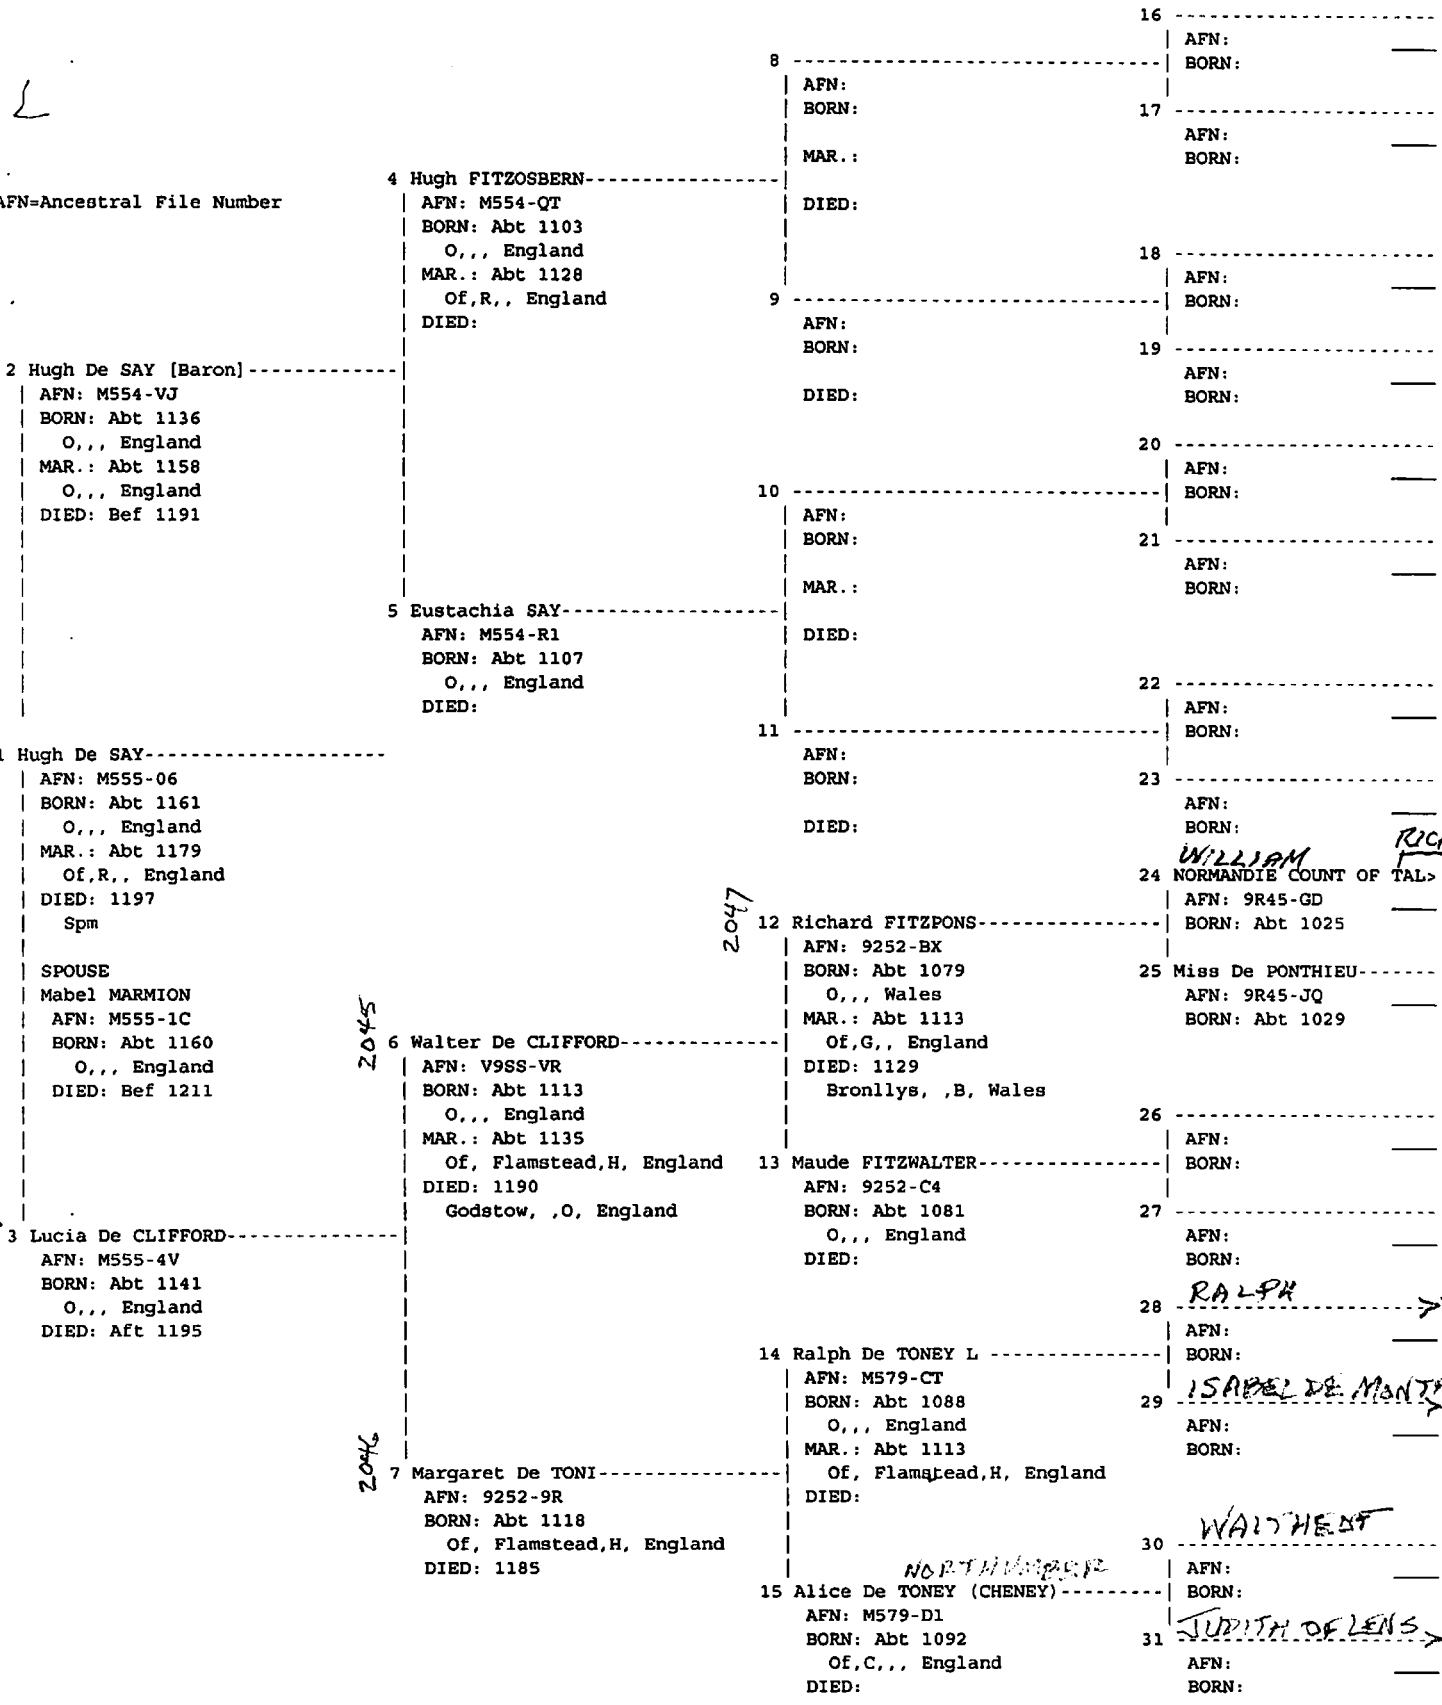 L
AFN=Ancestral File Number
1 Hugh De SAY
AFN: M555-06
BORN: Abt 1161
O,,, England
MAR.: Abt 1179
Of,R,, England
DIED: 1197
Spm
SPOUSE
Mabel MARMION
AFN: M555-1C
BORN: Abt 1160
O,,, England
DIED: Bef 1211
2 Hugh De SAY [Baron]
AFN: M554-VJ
BORN: Abt 1136
O,,, England
MAR.: Abt 1158
O,,, England
DIED: Bef 1191
3 Lucia De CLIFFORD
AFN: M555-4V
BORN: Abt 1141
O,,, England
DIED: Aft 1195
4 Hugh FITZOSBERN
AFN: M554-QT
BORN: Abt 1103
O,,, England
MAR.: Abt 1128
Of,R,, England
DIED:
5 Eustachia SAY
AFN: M554-R1
BORN: Abt 1107
O,,, England
DIED:
2045
6 Walter De CLIFFORD
AFN: V9SS-VR
BORN: Abt 1113
O,,, England
MAR.: Abt 1135
Of, Flamstead,H, England
DIED: 1190
Godstow, ,O, England
2046
7 Margaret De TONI
AFN: 9252-9R
BORN: Abt 1118
Of, Flamstead,H, England
DIED: 1185
8
AFN:
BORN:
MAR.:
DIED:
9
AFN:
BORN:
DIED:
10
AFN:
BORN:
MAR.:
DIED:
11
AFN:
BORN:
DIED:
2047
12 Richard FITZPONS
AFN: 9252-BX
BORN: Abt 1079
O,,, Wales
MAR.: Abt 1113
Of,G,, England
DIED: 1129
Bronllys, ,B, Wales
13 Maude FITZWALTER
AFN: 9252-C4
BORN: Abt 1081
O,,, England
DIED:
14 Ralph De TONEY L
AFN: M579-CT
BORN: Abt 1088
O,,, England
MAR.: Abt 1113
Of, Flamstead,H, England
DIED:
NORTHUMBER
15 Alice De TONEY (CHENEY)
AFN: M579-D1
BORN: Abt 1092
Of,C,,, England
DIED:
16
AFN:
BORN:
17
AFN:
BORN:
18
AFN:
BORN:
19
AFN:
BORN:
20
AFN:
BORN:
21
AFN:
BORN:
22
AFN:
BORN:
23
AFN:
BORN:
WILLIAM RIC
24 NORMANDIE COUNT OF TAL>
AFN: 9R45-GD
BORN: Abt 1025
25 Miss De PONTHIEU
AFN: 9R45-JQ
BORN: Abt 1029
26
AFN:
BORN:
27
AFN:
BORN:
RALPH
28
AFN:
BORN:
ISABEL DE MONT
29
AFN:
BORN:
WALTHEOF
30
AFN:
BORN:
JUDITH OF LENS
31
AFN:
BORN: